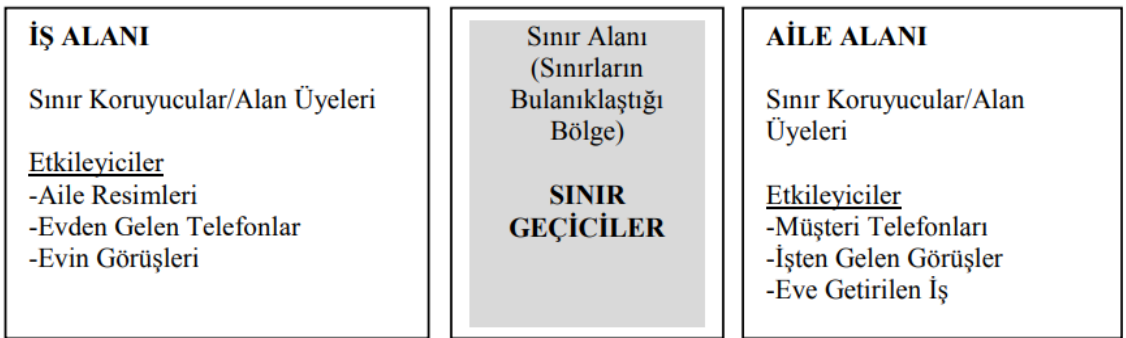 İŞ ALANI
Sınır Koruyucular/Alan Üyeleri
Etkileyiciler
-Aile Resimleri
-Evden Gelen Telefonlar
-Evin Görüşleri
Sınır Alanı
(Sınırların
Bulanıklaştığı
Bölge)
SINIR
GEÇİCİLER
AİLE ALANI
Sınır Koruyucular/Alan
Üyeleri
Etkileyiciler
-Müşteri Telefonları
-İşten Gelen Görüşler
-Eve Getirilen İş